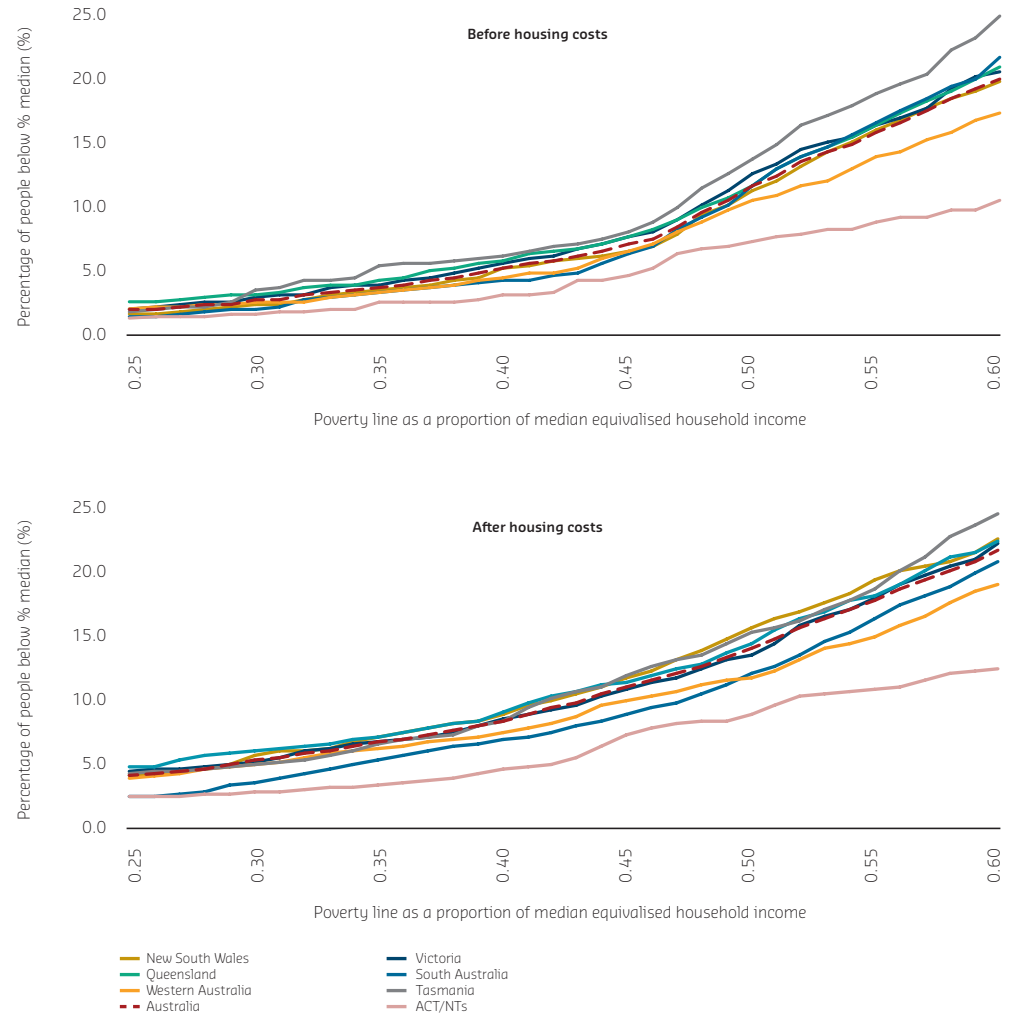 Before housing costs
Percentage of people below % median (%)
25.0
20.0
15.0
10.0
5.0
0.0
0.25 0.30 0.35 0.40 0.45 0.50 0.55 0.60
Poverty line as a proportion of median equivalised household income
After housing costs
Percentage of people below % median (%)
25.0
20.0
15.0
10.0
5.0
0.0
0.25 0.30 0.35 0.40 0.45 0.50 0.55 0.60
Poverty line as a proportion of median equivalised household income
New South Wales
Queensland
Western Australia
Australia
Victoria
South Australia
Tasmania
ACT/NTs